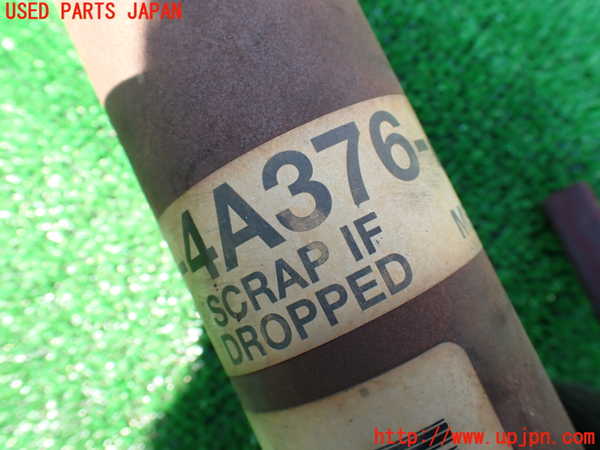 USED PARTS JAPAN
-4A376-
SCRAP IF
DROPPED
http://www.upjpn.com/